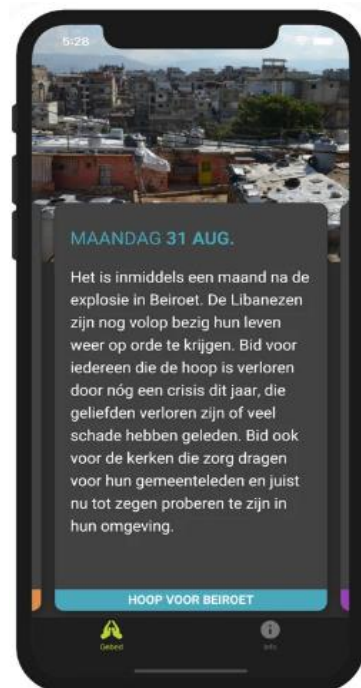 5:28
MAANDAG 31 AUG.
Het is inmiddels een maand na de
explosie in Beiroet. De Libanezen
zijn nog volop bezig hun leven
weer op orde te krijgen. Bid voor
iedereen die de hoop is verloren
door nóg een crisis dit jaar, die
geliefden verloren zijn of veel
schade hebben geleden. Bid ook
voor de kerken die zorg dragen
voor hun gemeenteleden en juist
nu tot zegen proberen te zijn in
hun omgeving.
HOOP VOOR BEIROET
Gebed Info